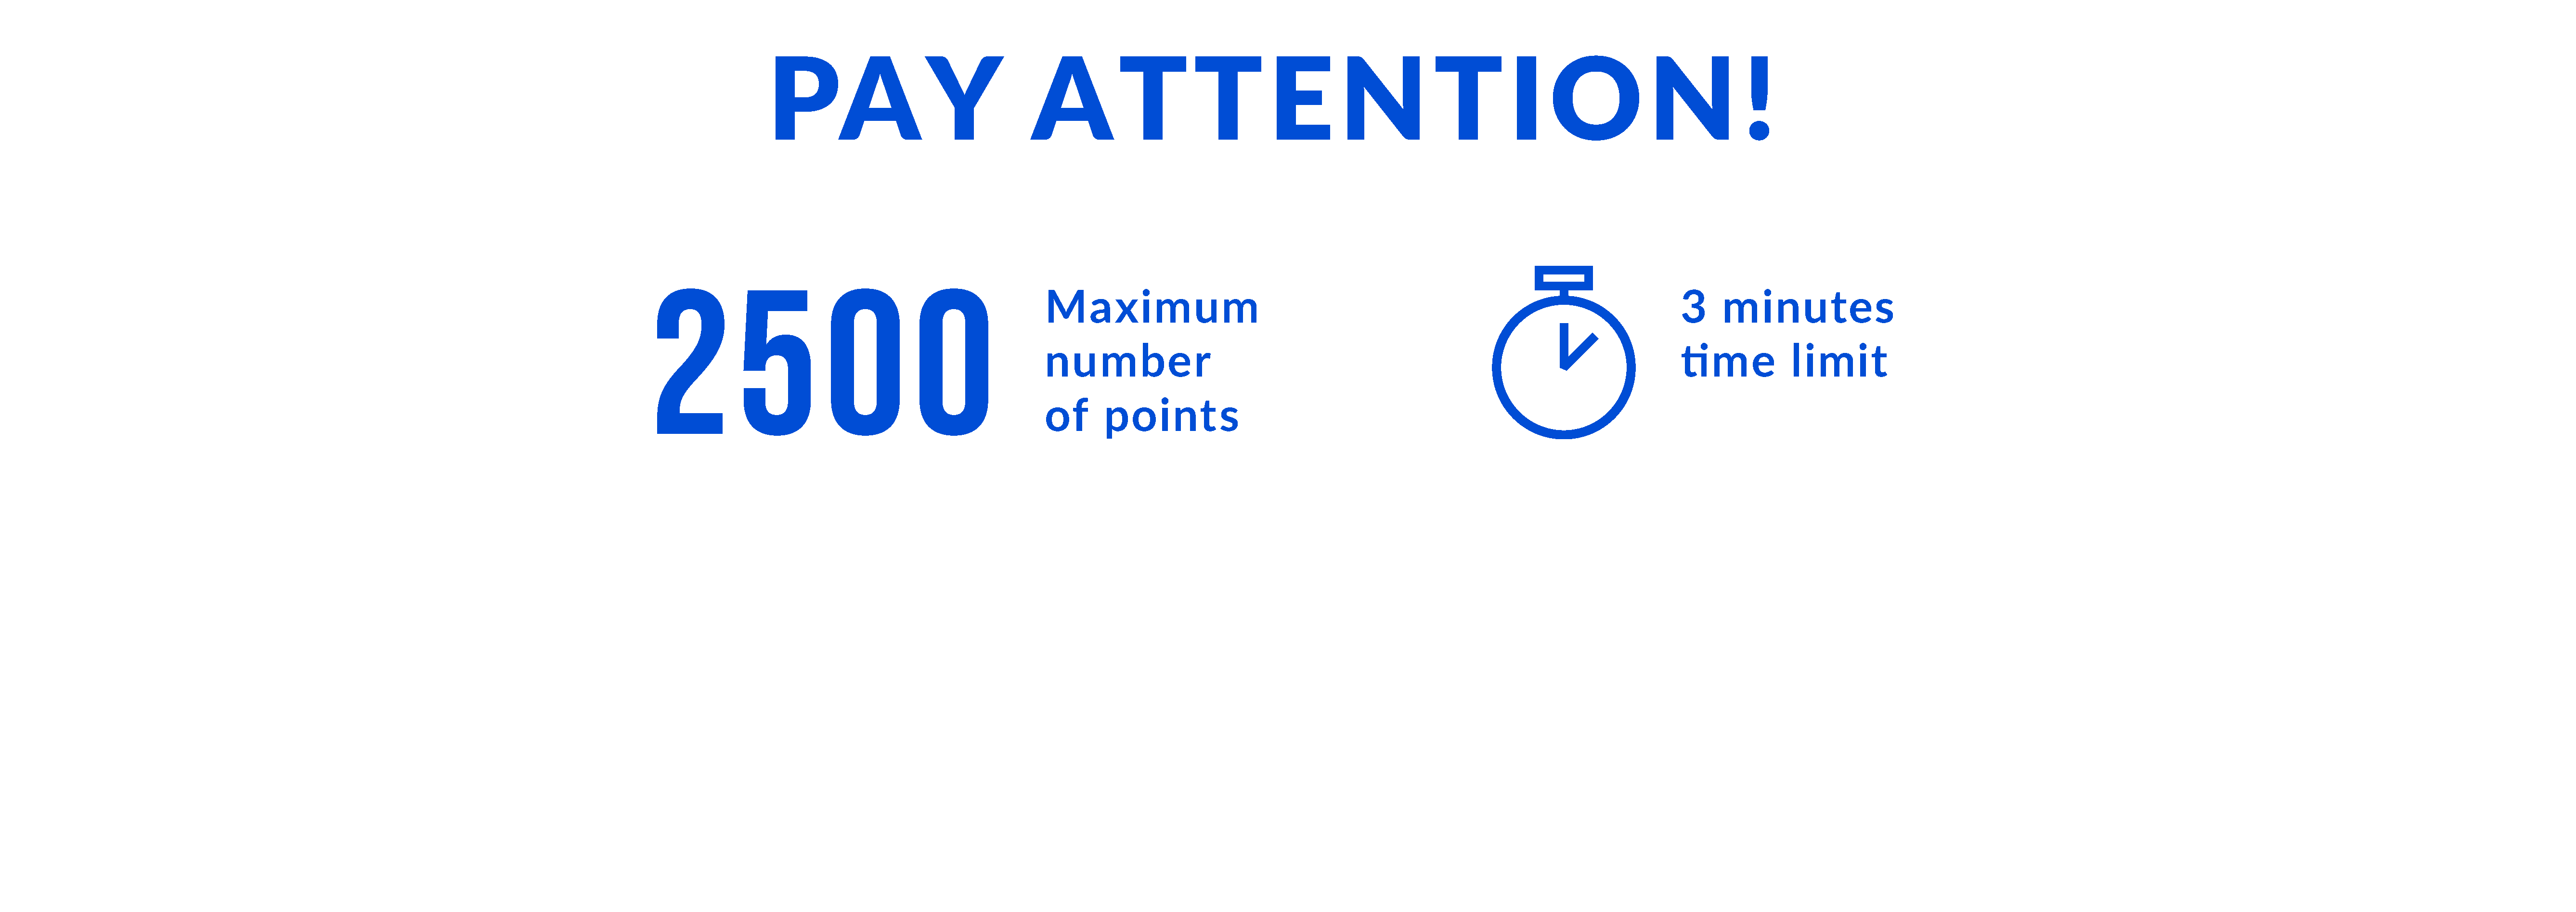 PAY ATTENTION!
2500
Maximum
number
of points
3 minutes
time limit